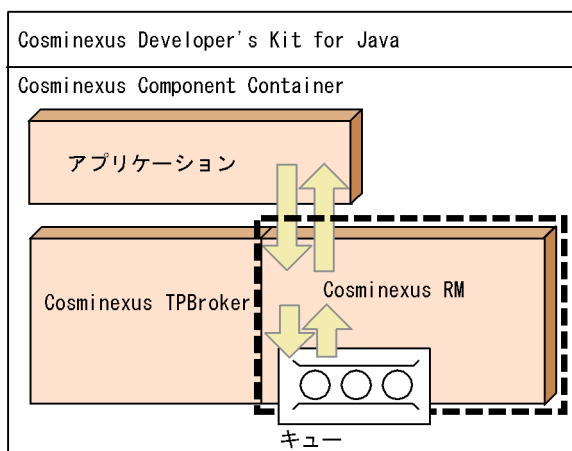 Cosminexus Developer's Kit for Java
Cosminexus Component Container
アプリケーション
Cosminexus TPBroker
Cosminexus RM
キュー